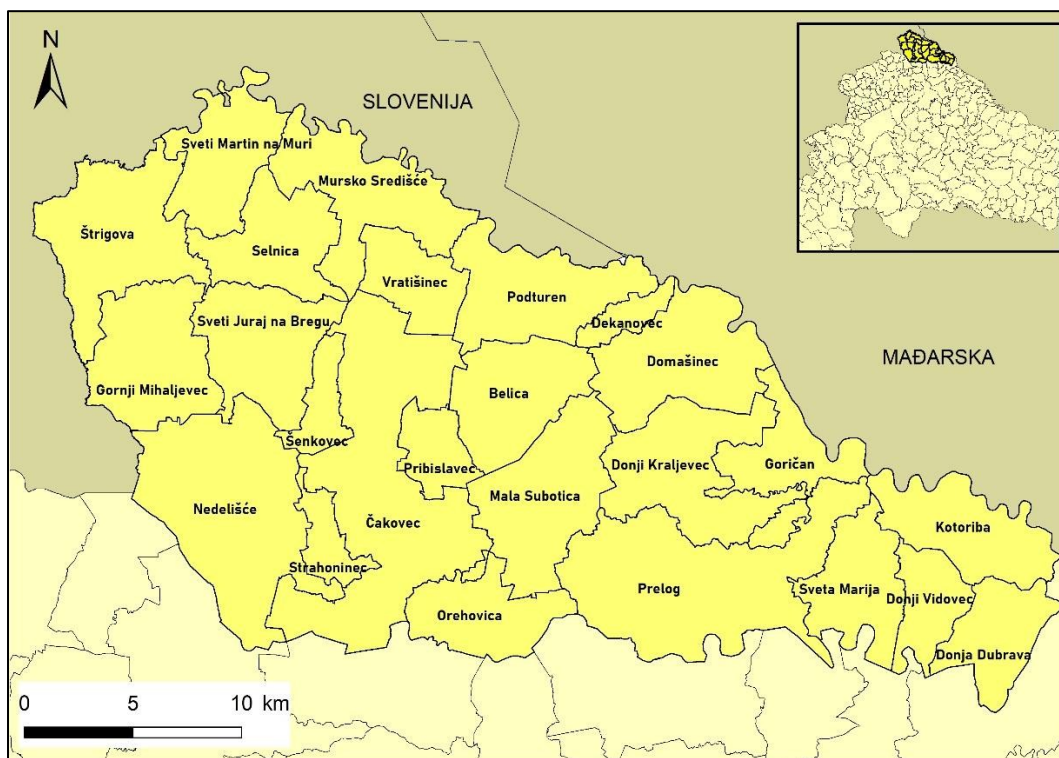 N
SLOVENIJA
Sveti Martin na Muri
Mursko Središće
Štrigova
Selnica
Vratišinec
Podturen
Sveti Juraj na Bregu
Dekanovec
MAĐARSKA
Domašinec
Gornji Mihaljevec
Belica
Šenkovec
Pribislavec
Donji Kraljevec
Goričan
Mala Subotica
Nedelišće
Čakovec
Kotoriba
Strahoninec
Prelog
Sveta Marija
Donji Vidovec
Orehovica
Donja Dubrava
0 5 10 km